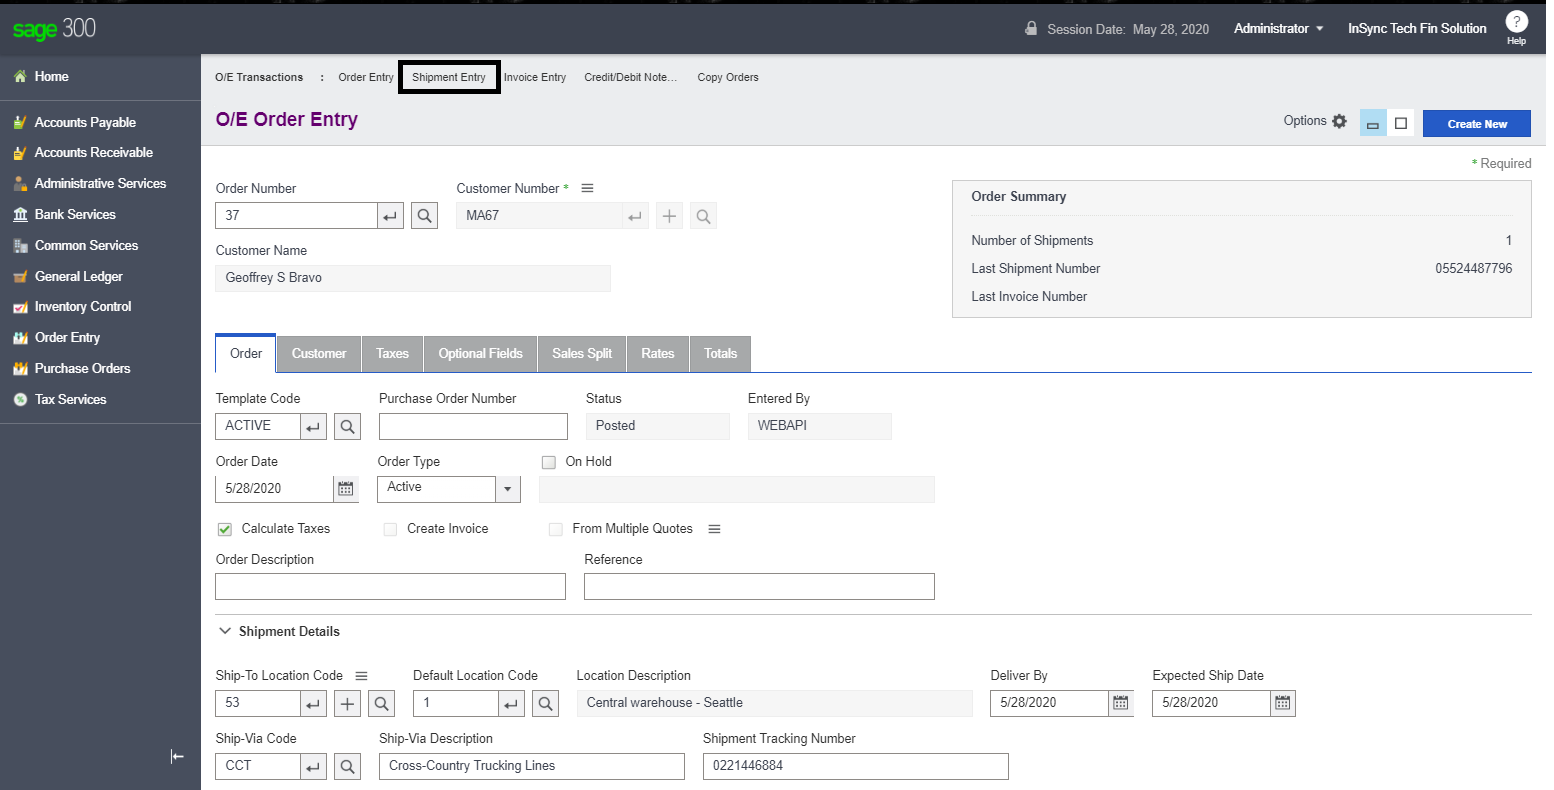 sage 300
Session Date: May 28, 2020
Administrator
InSync Tech Fin Solution
?
Help
Home
Accounts Payable
Accounts Receivable
Administrative Services
Bank Services
Common Services
General Ledger
Inventory Control
Order Entry
Purchase Orders
Tax Services
O/E Transactions : Order Entry Shipment Entry Invoice Entry Credit/Debit Note... Copy Orders
O/E Order Entry
Options
Create New
* Required
Order Number
Customer Number *
37
MA67
Customer Name
Geoffrey S Bravo
Order Summary
Number of Shipments 1
Last Shipment Number 05524487796
Last Invoice Number
Order Customer Taxes Optional Fields Sales Split Rates Totals
Template Code Purchase Order Number Status Entered By
ACTIVE Posted WEBAPI
Order Date Order Type On Hold
5/28/2020 Active
Calculate Taxes Create Invoice From Multiple Quotes
Order Description Reference
Shipment Details
Ship-To Location Code Default Location Code Location Description Deliver By Expected Ship Date
53 1 Central warehouse - Seattle 5/28/2020 5/28/2020
Ship-Via Code Ship-Via Description Shipment Tracking Number
CCT Cross-Country Trucking Lines 0221446884